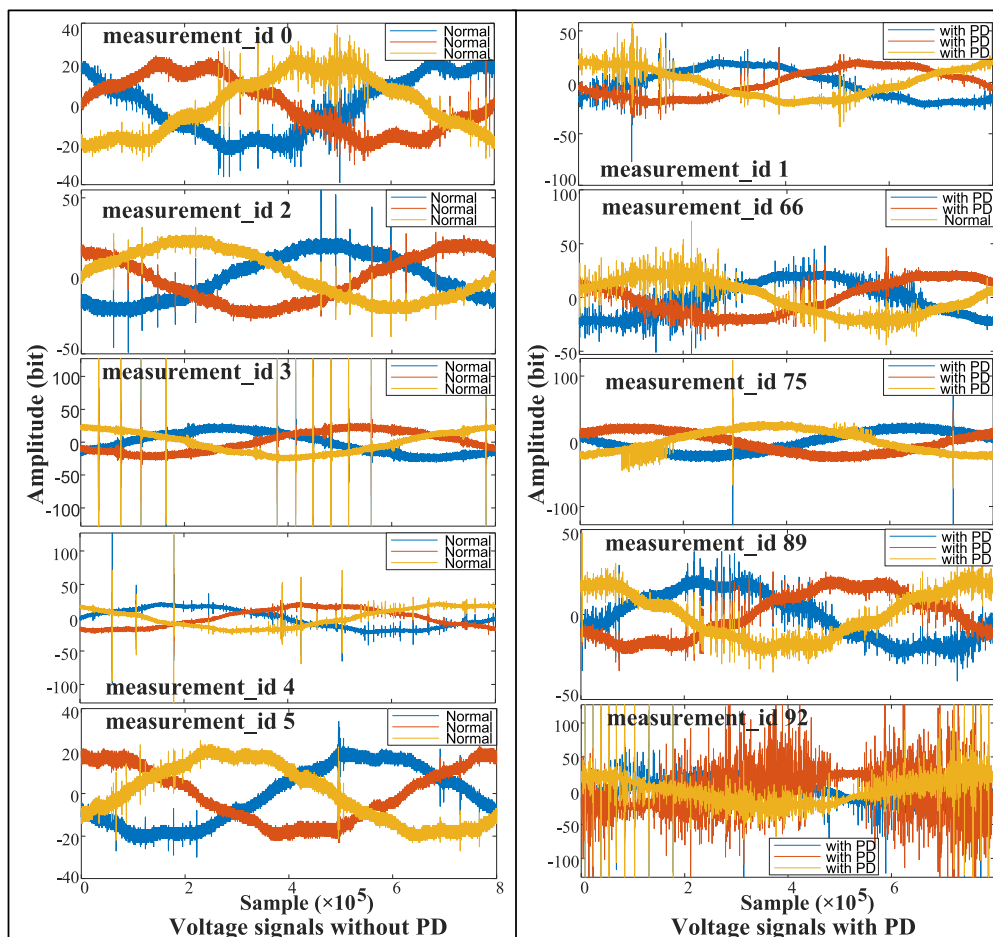 measurement_id 0
Normal
Normal
Normal
40
20
0
-20
-40
measurement_id 2
Normal
Normal
Normal
50
0
-50
measurement_id 3
Normal
Normal
Normal
100
50
0
-50
-100
measurement_id 4
Normal
Normal
Normal
100
50
0
-50
-100
measurement_id 5
Normal
Normal
Normal
40
20
0
-20
-40
0 2 4 6 8
Amplitude (bit)
Sample (×10⁵)
Voltage signals without PD
measurement_id 1
with PD
with PD
with PD
50
0
-50
-100
measurement_id 66
with PD
with PD
Normal
100
50
0
-50
measurement_id 75
with PD
with PD
with PD
100
0
-100
measurement_id 89
with PD
with PD
with PD
50
0
-50
measurement_id 92
with PD
with PD
with PD
100
50
0
-50
-100
0 2 4 6
Amplitude (bit)
Sample (×10⁵)
Voltage signals with PD